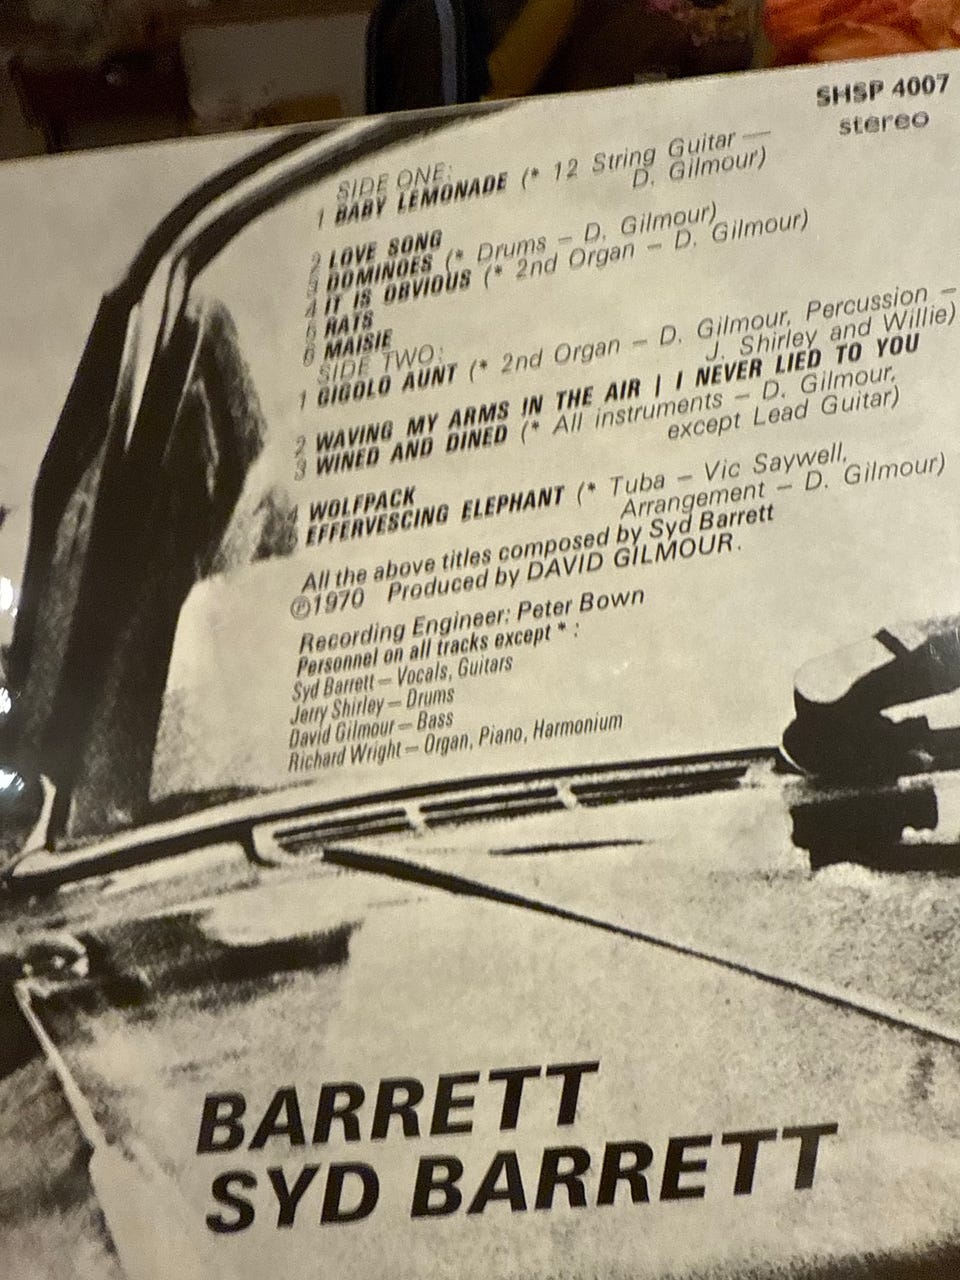 SHSP 4007
stereo
SIDE ONE:
1 BABY LEMONADE (* 12 String Guitar —
D. Gilmour)
2 LOVE SONG
3 DOMINOES (* Drums — D. Gilmour)
4 IT IS OBVIOUS (* 2nd Organ — D. Gilmour)
5 RATS
6 MAISIE
SIDE TWO:
1 GIGOLO AUNT (* 2nd Organ — D. Gilmour, Percussion —
J. Shirley and Willie)
2 WAVING MY ARMS IN THE AIR | I NEVER LIED TO YOU
3 WINED AND DINED (* All instruments — D. Gilmour,
except Lead Guitar)
4 WOLFPACK
5 EFFERVESCING ELEPHANT (* Tuba — Vic Saywell,
Arrangement — D. Gilmour)
All the above titles composed by Syd Barrett
℗1970 Produced by DAVID GILMOUR.
Recording Engineer: Peter Bown
Personnel on all tracks except * :
Syd Barrett — Vocals, Guitars
Jerry Shirley — Drums
David Gilmour — Bass
Richard Wright — Organ, Piano, Harmonium
BARRETT
SYD BARRETT